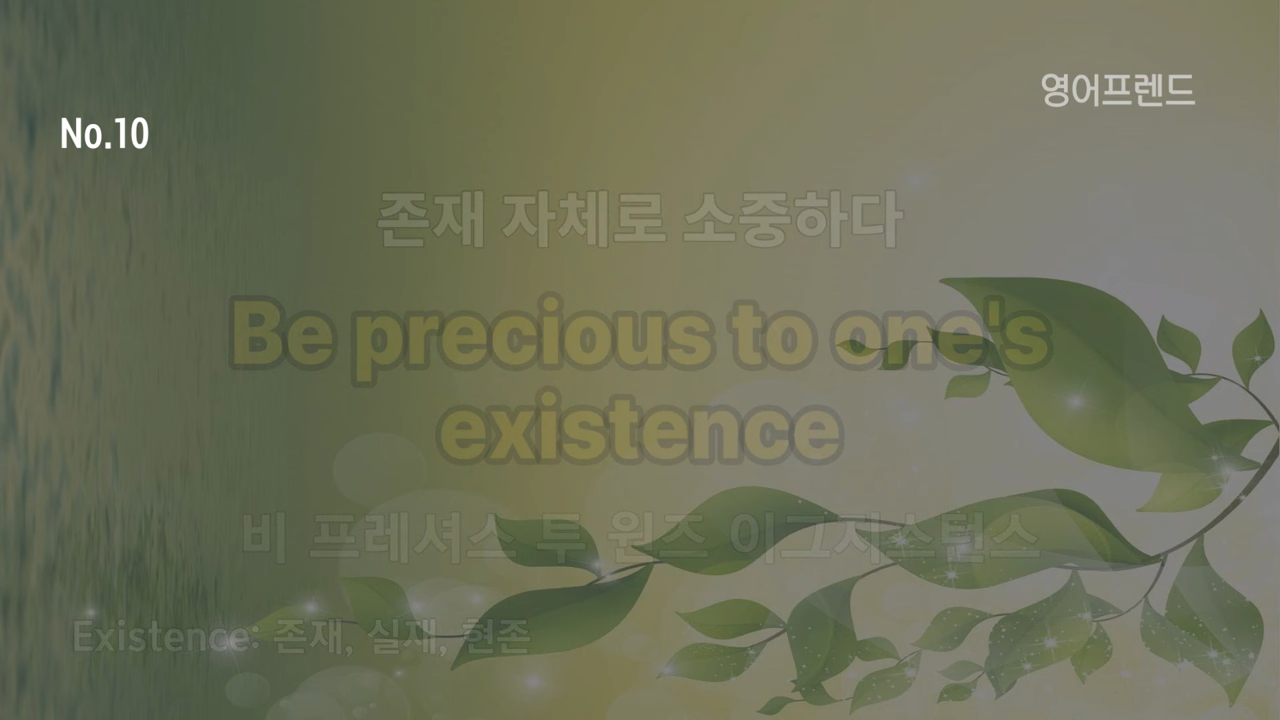 영어프렌드
No.10
존재 자체로 소중하다
Be precious to one's
existence
비 프레셔스 투 원즈 이그지스턴스
Existence: 존재, 실재, 현존